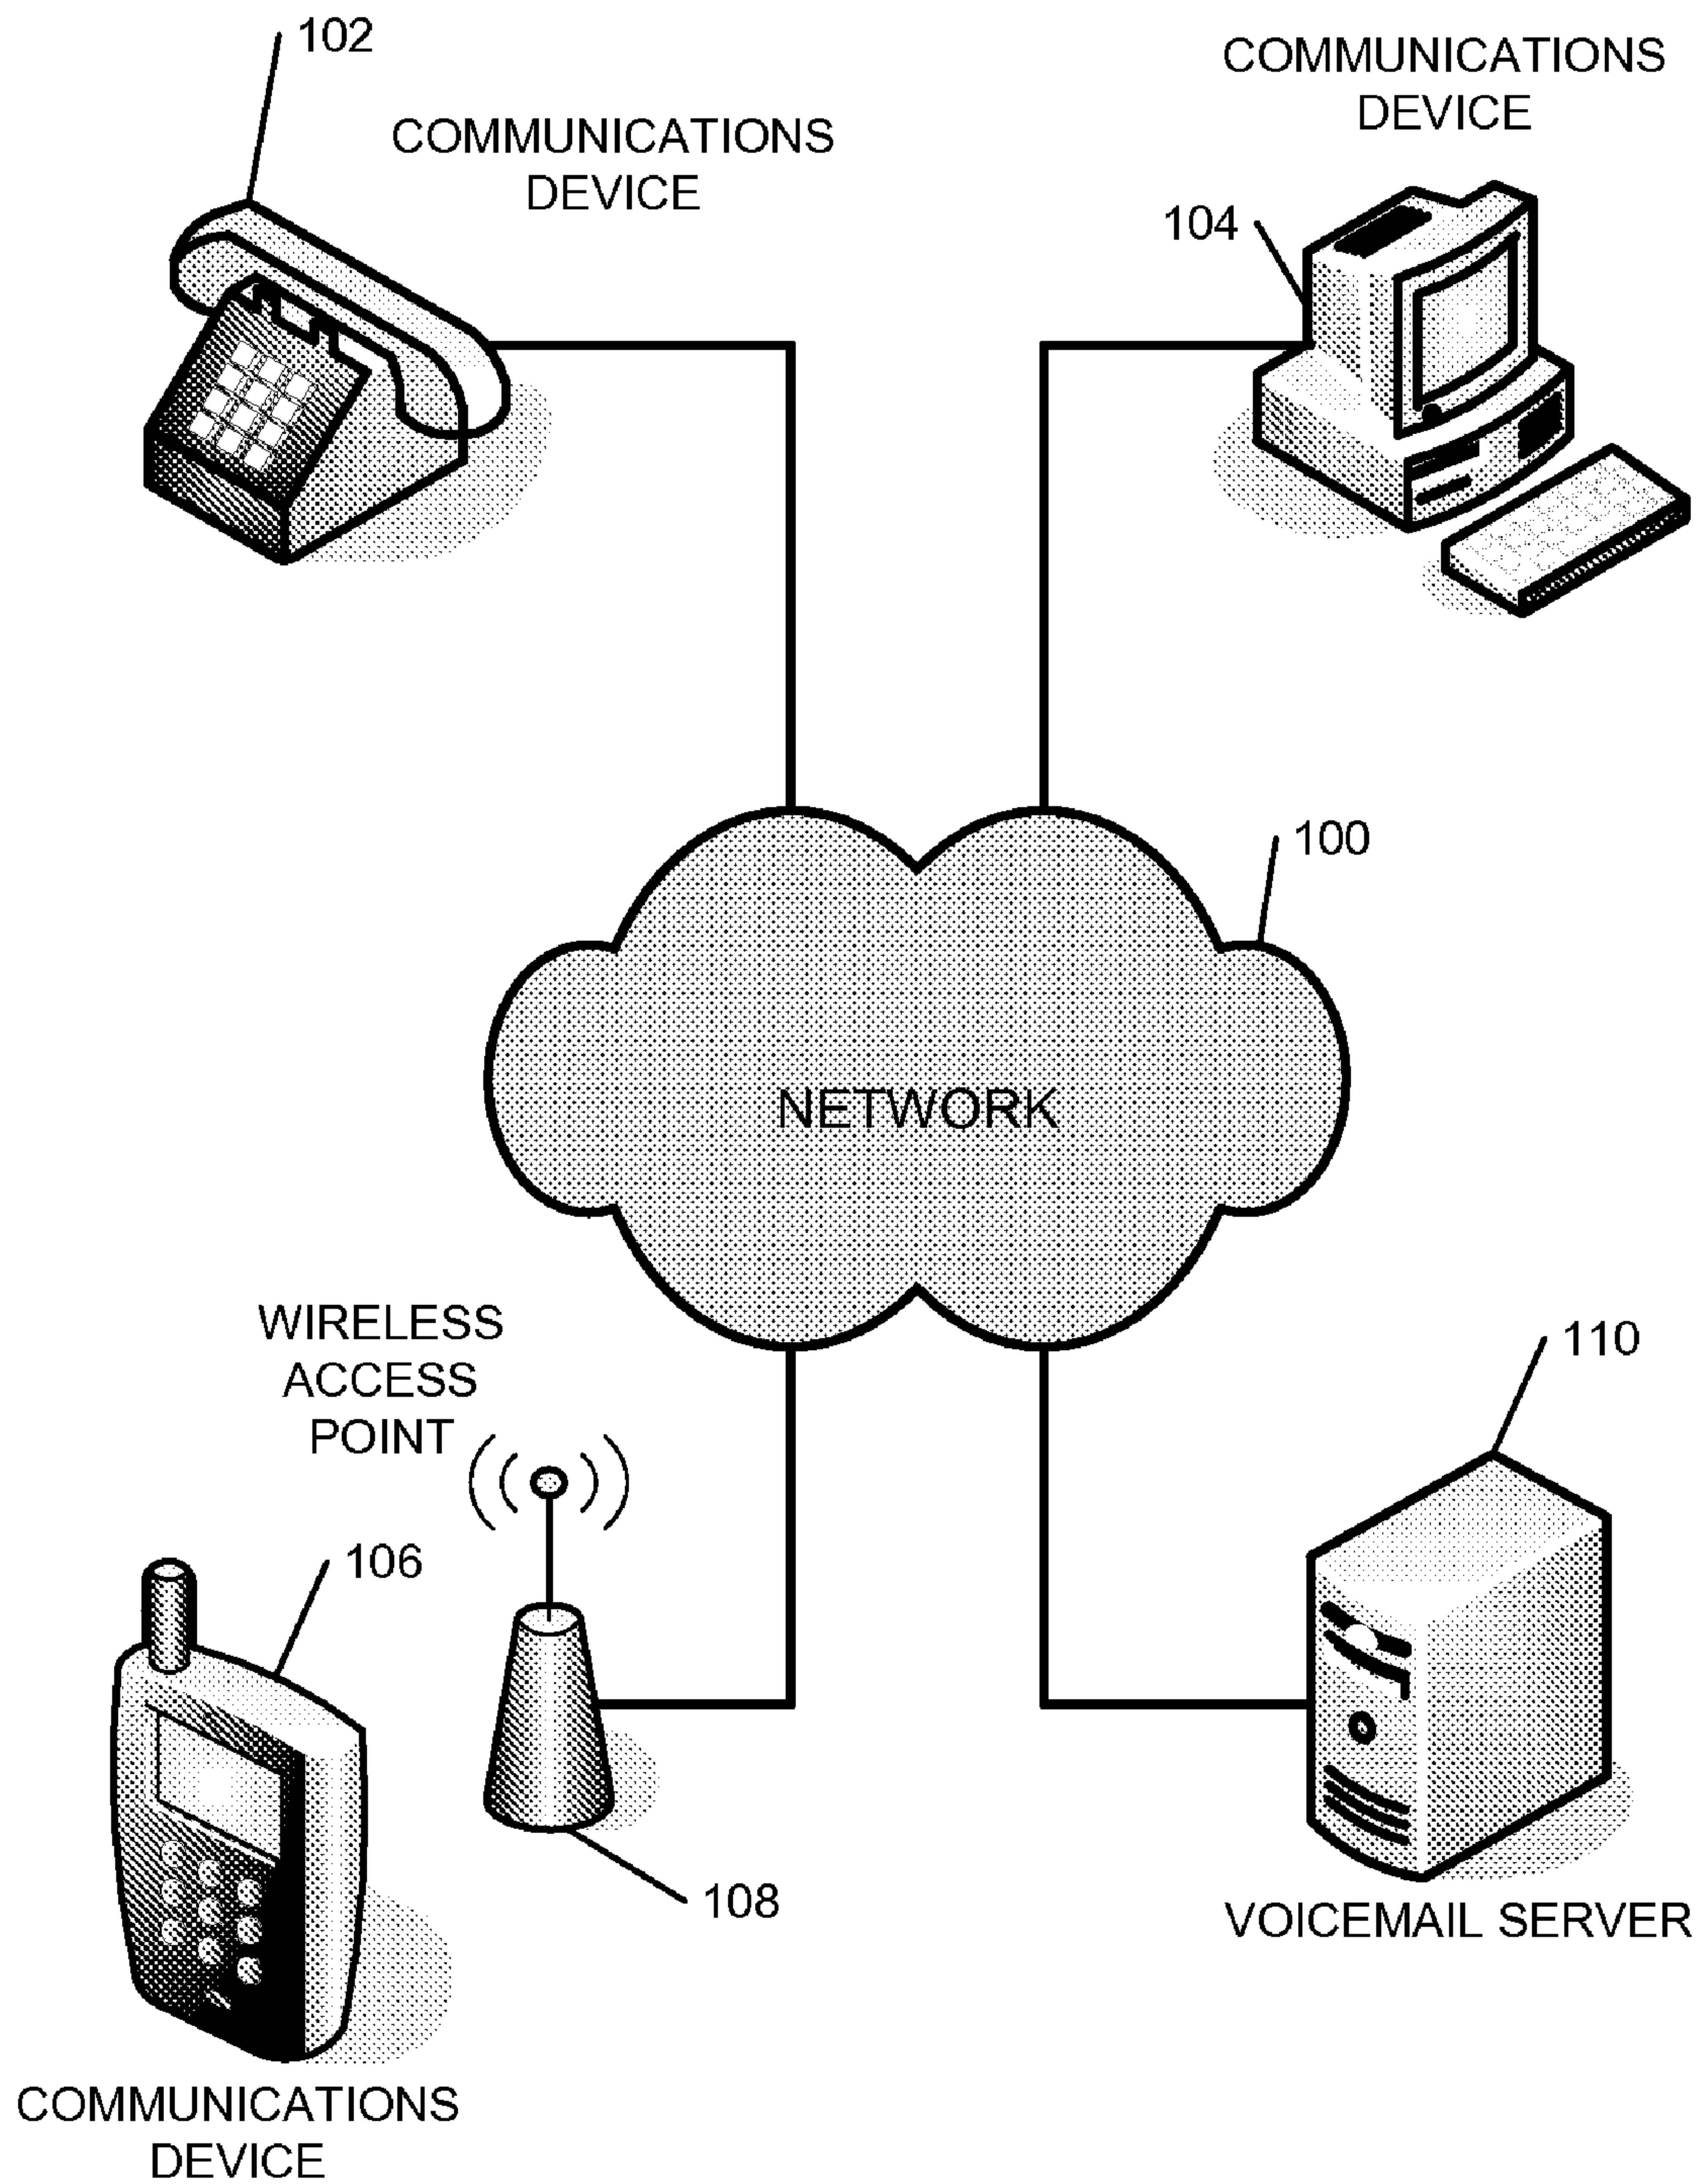 102
COMMUNICATIONS
DEVICE
COMMUNICATIONS
DEVICE
104
100
NETWORK
WIRELESS
ACCESS
POINT
110
106
108
VOICEMAIL SERVER
COMMUNICATIONS
DEVICE